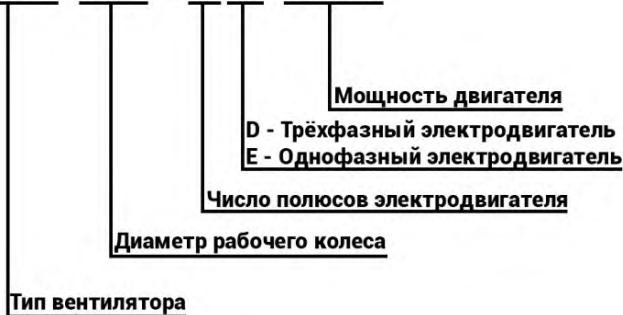 Мощность двигателя
D - Трёхфазный электродвигатель
E - Однофазный электродвигатель
Число полюсов электродвигателя
Диаметр рабочего колеса
Тип вентилятора